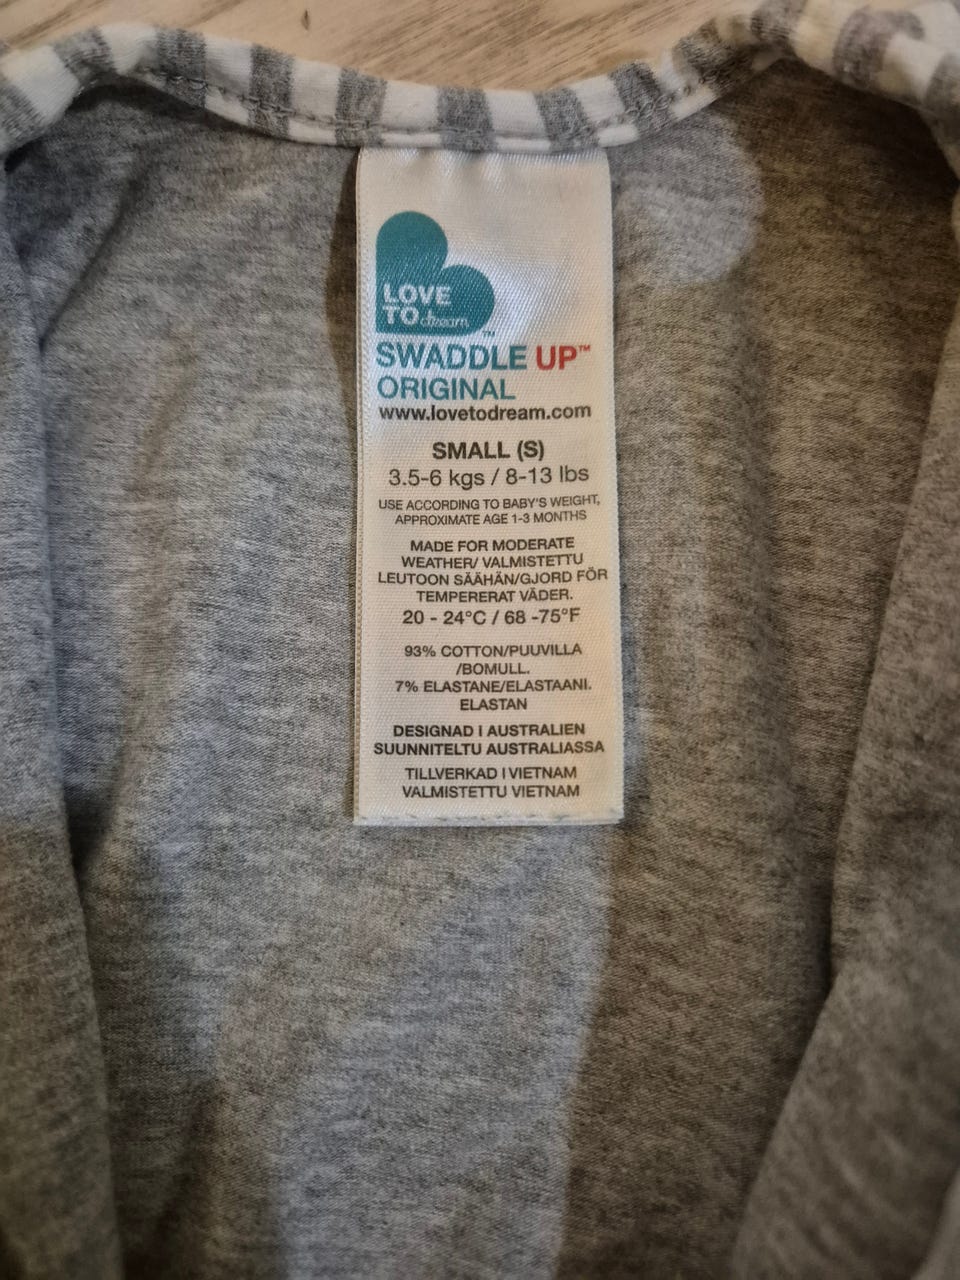 LOVE
TO dream™
SWADDLE UP™
ORIGINAL
www.lovetodream.com
SMALL (S)
3.5-6 kgs / 8-13 lbs
USE ACCORDING TO BABY'S WEIGHT,
APPROXIMATE AGE 1-3 MONTHS
MADE FOR MODERATE
WEATHER/ VALMISTETTU
LEUTOON SÄÄHÄN/GJORD FÖR
TEMPERERAT VÄDER.
20 - 24°C / 68 -75°F
93% COTTON/PUUVILLA
/BOMULL.
7% ELASTANE/ELASTAANI.
ELASTAN
DESIGNAD I AUSTRALIEN
SUUNNITELTU AUSTRALIASSA
TILLVERKAD I VIETNAM
VALMISTETTU VIETNAM